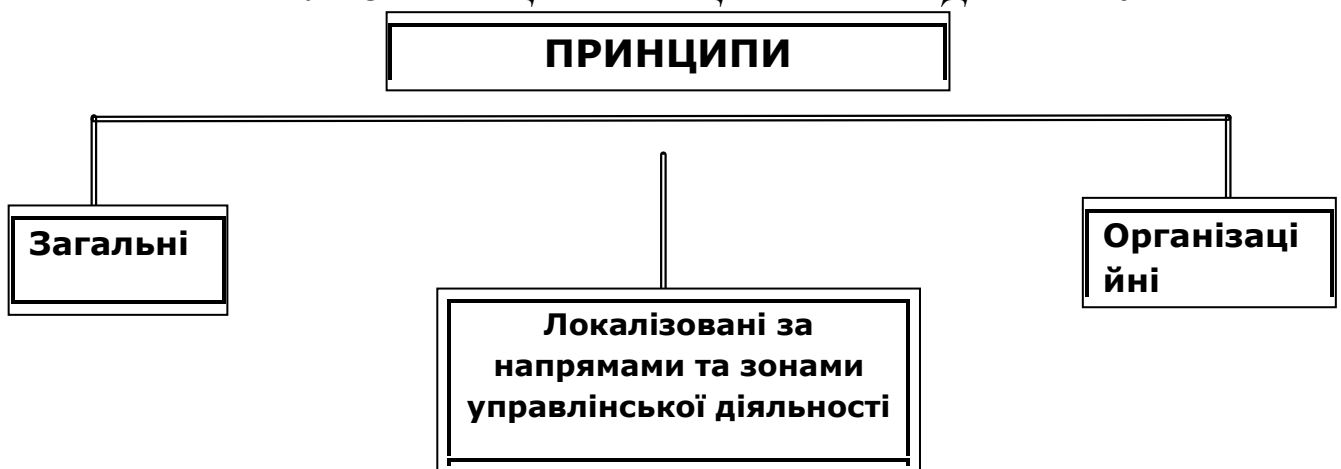 ПРИНЦИПИ
Загальні
Організаці
йні
Локалізовані за
напрямами та зонами
управлінської діяльності